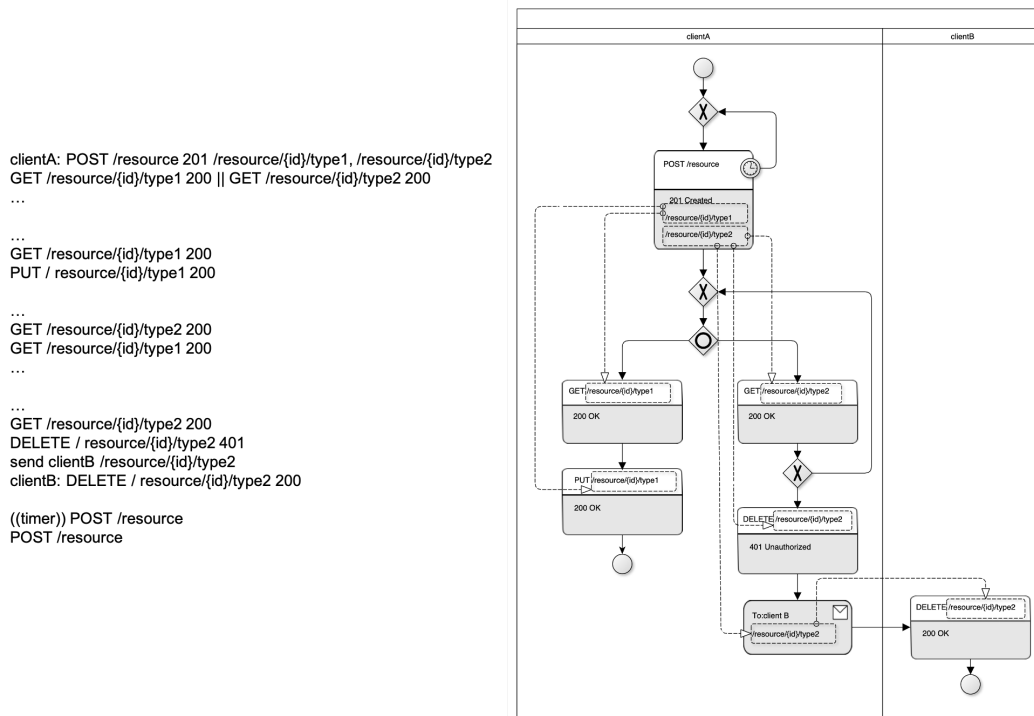 clientA: POST /resource 201 /resource/{id}/type1, /resource/{id}/type2
GET /resource/{id}/type1 200 || GET /resource/{id}/type2 200
…
…
GET /resource/{id}/type1 200
PUT / resource/{id}/type1 200
…
GET /resource/{id}/type2 200
GET /resource/{id}/type1 200
…
…
GET /resource/{id}/type2 200
DELETE / resource/{id}/type2 401
send clientB /resource/{id}/type2
clientB: DELETE / resource/{id}/type2 200
((timer)) POST /resource
POST /resource
clientA
clientB
X
POST /resource
201 Created
/resource/{id}/type1
/resource/{id}/type2
X
GET /resource/{id}/type1
200 OK
GET /resource/{id}/type2
200 OK
X
PUT /resource/{id}/type1
200 OK
DELETE /resource/{id}/type2
401 Unauthorized
To:client B
/resource/{id}/type2
DELETE /resource/{id}/type2
200 OK